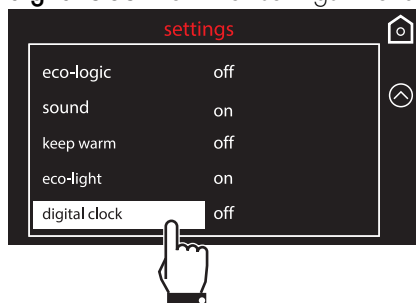 settings
eco-logic off
sound on
keep warm off
eco-light on
digital clock off